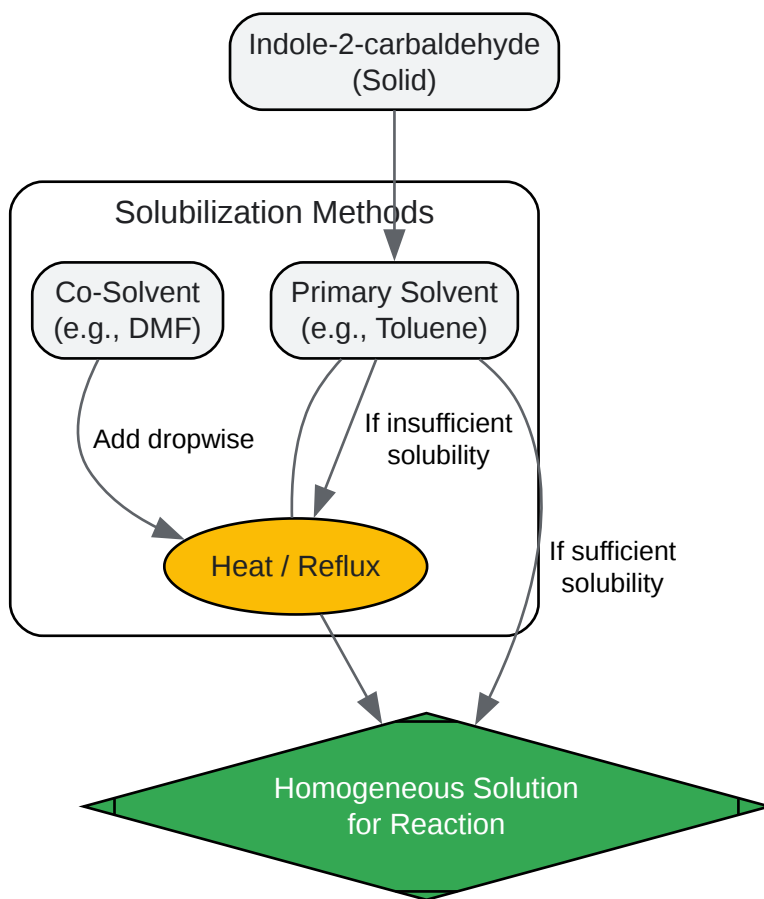 Indole-2-carbaldehyde
(Solid)
Solubilization Methods
Co-Solvent
(e.g., DMF)
Primary Solvent
(e.g., Toluene)
Add dropwise
If insufficient
solubility
Heat / Reflux
If sufficient
solubility
Homogeneous Solution
for Reaction